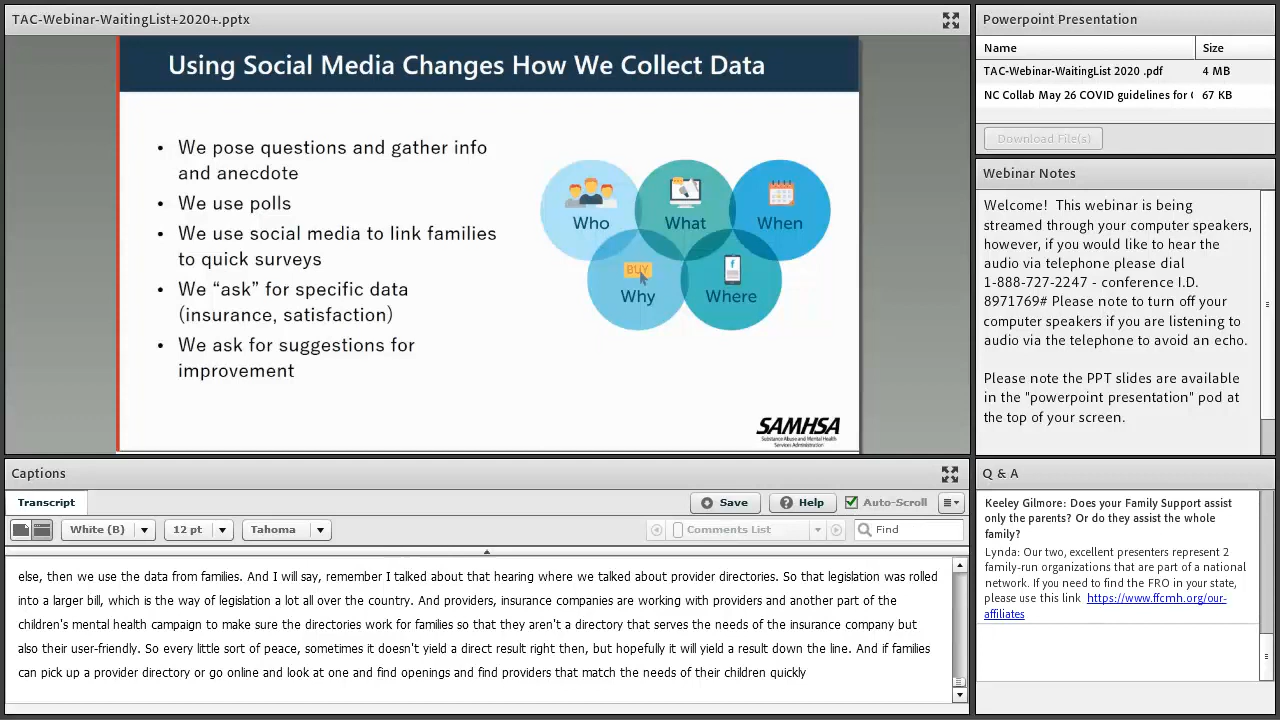 TAC-Webinar-WaitingList+2020+.pptx
Using Social Media Changes How We Collect Data
• We pose questions and gather info
and anecdote
• We use polls
• We use social media to link families
to quick surveys
• We “ask” for specific data
(insurance, satisfaction)
• We ask for suggestions for
improvement
Who
What
When
BUY
Why
f
Where
SAMHSA
Substance Abuse and Mental Health
Services Administration
Powerpoint Presentation
Name Size
TAC-Webinar-WaitingList 2020 .pdf 4 MB
NC Collab May 26 COVID guidelines for 67 KB
Download File(s)
Webinar Notes
Welcome! This webinar is being
streamed through your computer speakers,
however, if you would like to hear the
audio via telephone please dial
1-888-727-2247 - conference I.D.
8971769# Please note to turn off your
computer speakers if you are listening to
audio via the telephone to avoid an echo.
Please note the PPT slides are available
in the "powerpoint presentation" pod at
the top of your screen.
Captions
Transcript
Save Help Auto-Scroll
White (B) 12 pt Tahoma Comments List Find
else, then we use the data from families. And I will say, remember I talked about that hearing where we talked about provider directories. So that legislation was rolled
into a larger bill, which is the way of legislation a lot all over the country. And providers, insurance companies are working with providers and another part of the
children's mental health campaign to make sure the directories work for families so that they aren't a directory that serves the needs of the insurance company but
also their user-friendly. So every little sort of peace, sometimes it doesn't yield a direct result right then, but hopefully it will yield a result down the line. And if families
can pick up a provider directory or go online and look at one and find openings and find providers that match the needs of their children quickly
Q & A
Keeley Gilmore: Does your Family Support assist
only the parents? Or do they assist the whole
family?
Lynda: Our two, excellent presenters represent 2
family-run organizations that are part of a national
network. If you need to find the FRO in your state,
please use this link https://www.ffcmh.org/our-
affiliates